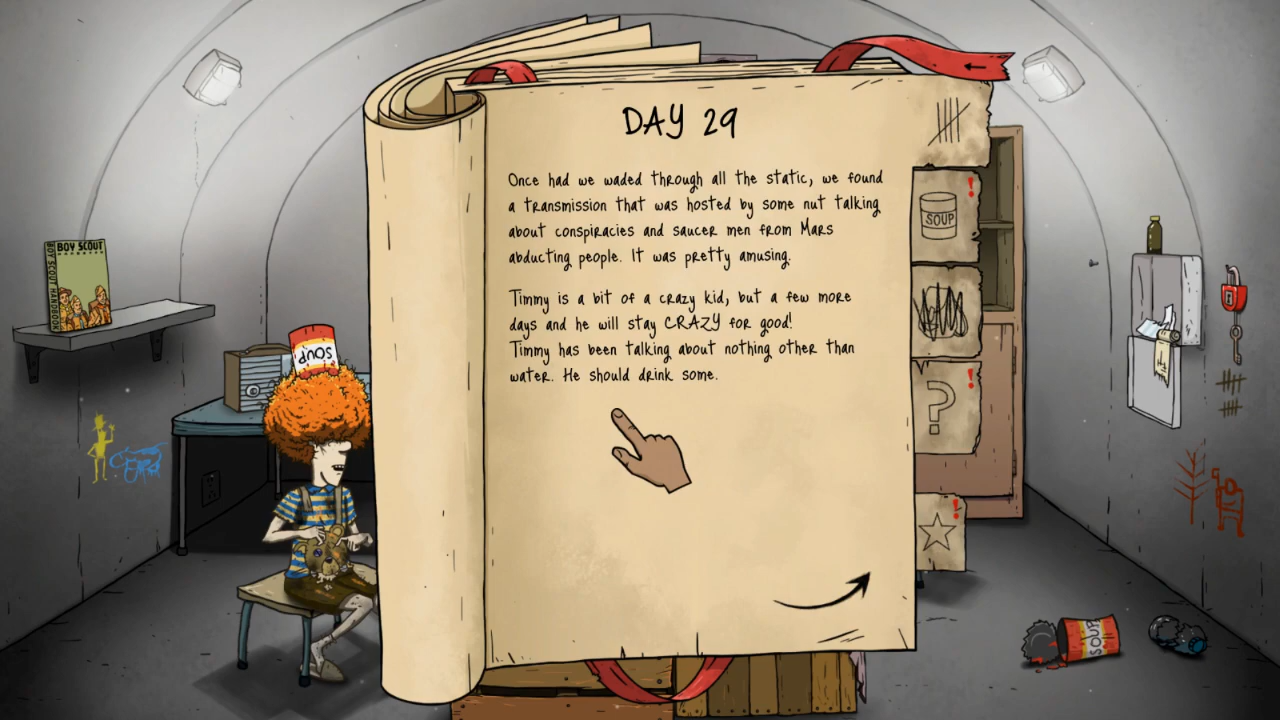 DAY 29
Once had we waded through all the static, we found
a transmission that was hosted by some nut talking
about conspiracies and saucer men from Mars
abducting people. It was pretty amusing.
Timmy is a bit of a crazy kid, but a few more
days and he will stay CRAZY for good!
Timmy has been talking about nothing other than
water. He should drink some.
!
SOUP
!
?
!
BOY SCOUT
BOY SCOUT HANDBOOK
SOUP
SOUP